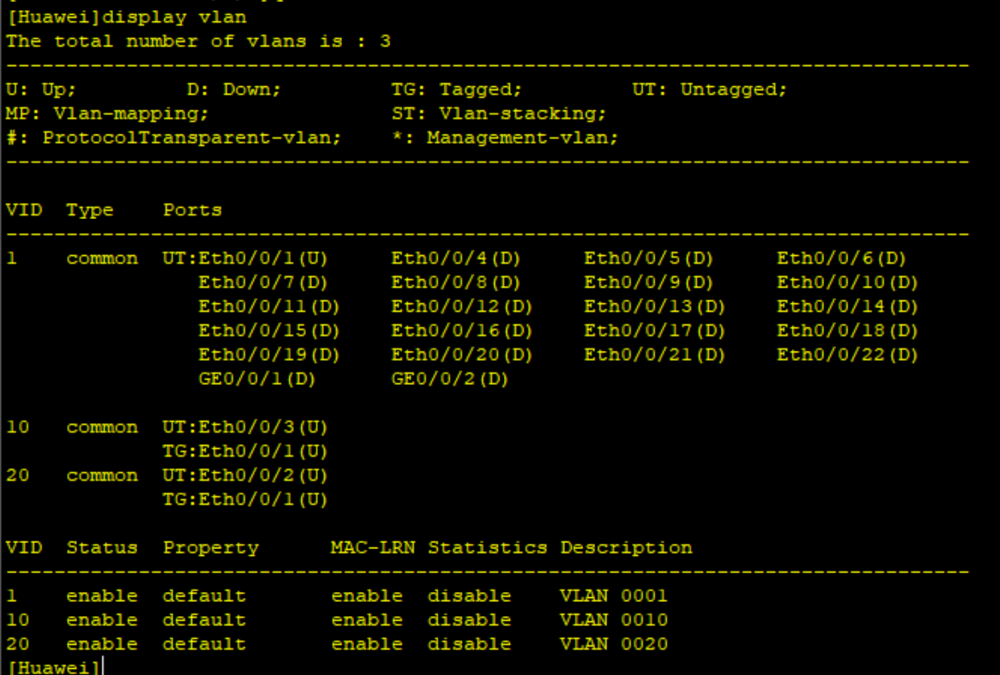 [Huawei]display vlan
The total number of vlans is : 3
--------------------------------------------------------------------------------
U: Up;         D: Down;         TG: Tagged;         UT: Untagged;
MP: Vlan-mapping;               ST: Vlan-stacking;
#: ProtocolTransparent-vlan;    *: Management-vlan;
--------------------------------------------------------------------------------
VID  Type    Ports
--------------------------------------------------------------------------------
1    common  UT:Eth0/0/1(U)     Eth0/0/4(D)     Eth0/0/5(D)     Eth0/0/6(D)
Eth0/0/7(D)     Eth0/0/8(D)     Eth0/0/9(D)     Eth0/0/10(D)
Eth0/0/11(D)    Eth0/0/12(D)    Eth0/0/13(D)    Eth0/0/14(D)
Eth0/0/15(D)    Eth0/0/16(D)    Eth0/0/17(D)    Eth0/0/18(D)
Eth0/0/19(D)    Eth0/0/20(D)    Eth0/0/21(D)    Eth0/0/22(D)
GE0/0/1(D)      GE0/0/2(D)
10   common  UT:Eth0/0/3(U)
TG:Eth0/0/1(U)
20   common  UT:Eth0/0/2(U)
TG:Eth0/0/1(U)
VID  Status  Property      MAC-LRN Statistics Description
--------------------------------------------------------------------------------
1    enable  default       enable  disable    VLAN 0001
10   enable  default       enable  disable    VLAN 0010
20   enable  default       enable  disable    VLAN 0020
[Huawei]